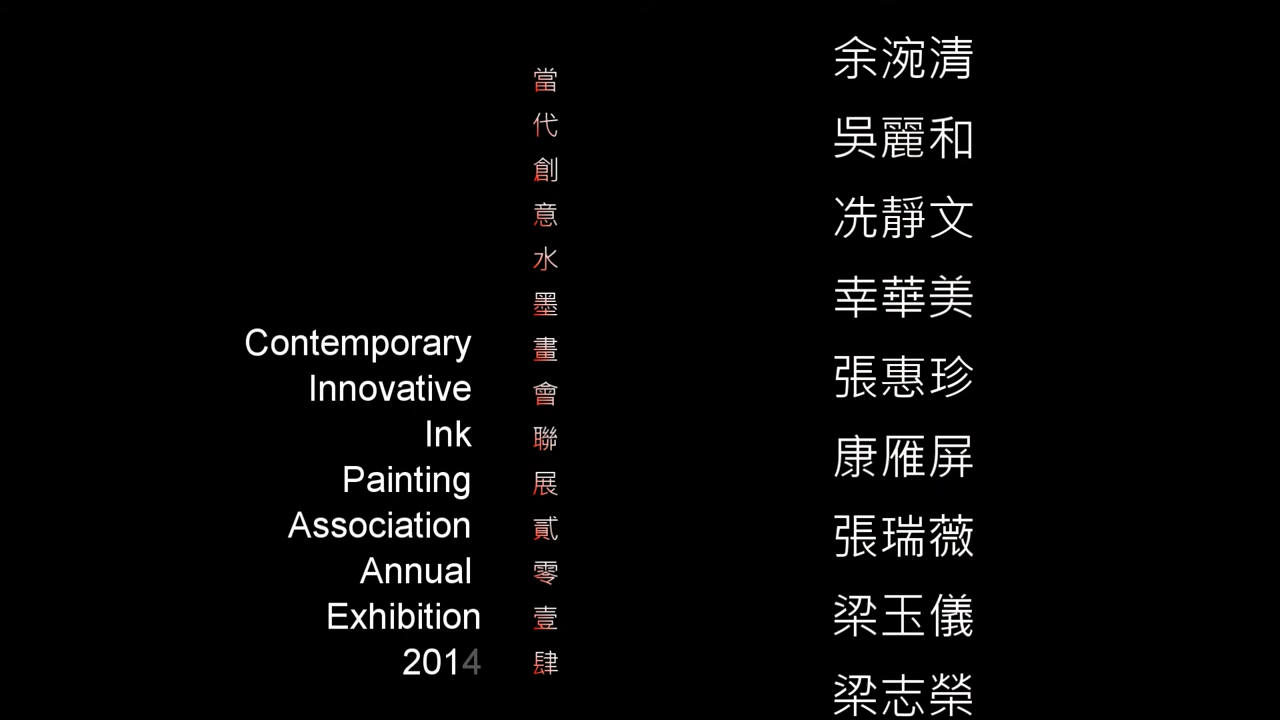 Contemporary
Innovative
Ink
Painting
Association
Annual
Exhibition
2014
當代創意水墨畫會聯展貳零壹肆
余涴清
吳麗和
冼靜文
幸華美
張惠珍
康雁屏
張瑞薇
梁玉儀
梁志榮